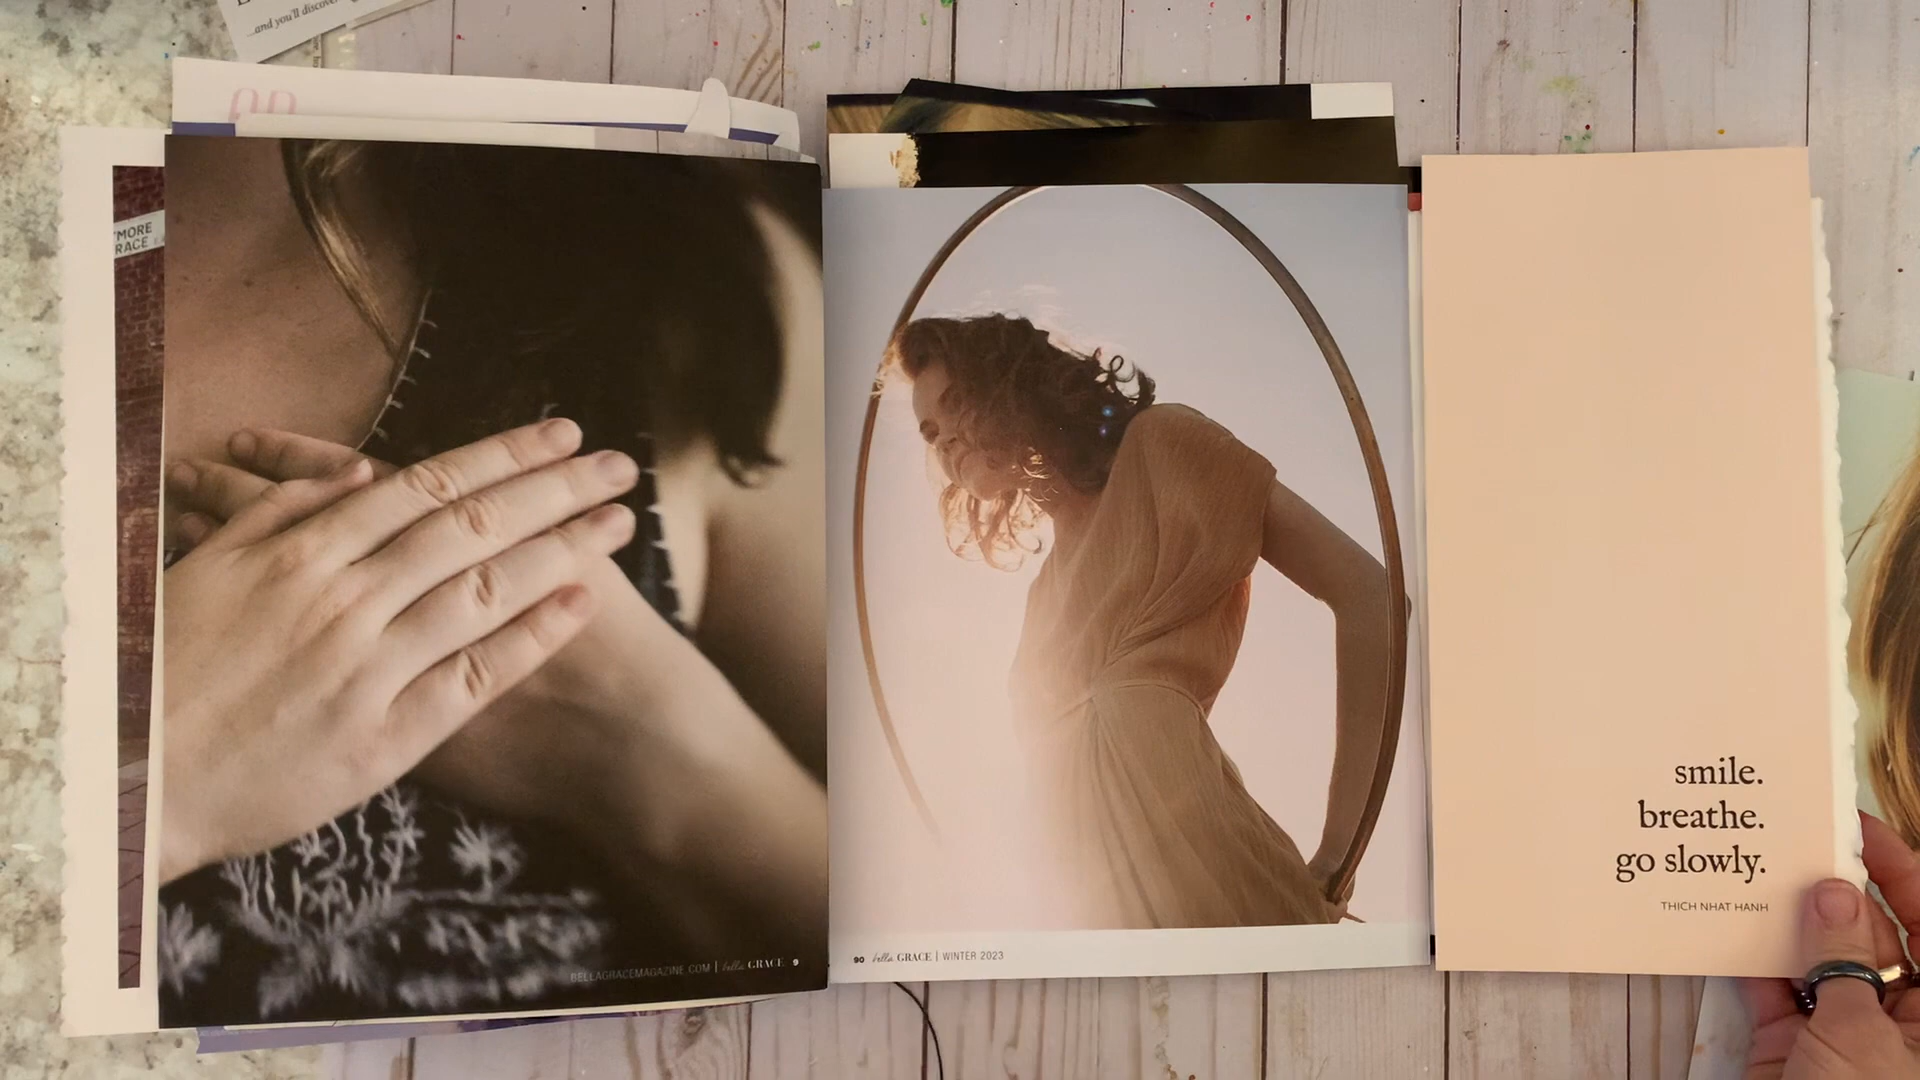 ...and you'll discover
MORE
RACE
BELLAGRACEMAGAZINE.COM | bella GRACE 9
90 bella GRACE | WINTER 2023
smile.
breathe.
go slowly.
THICH NHAT HANH